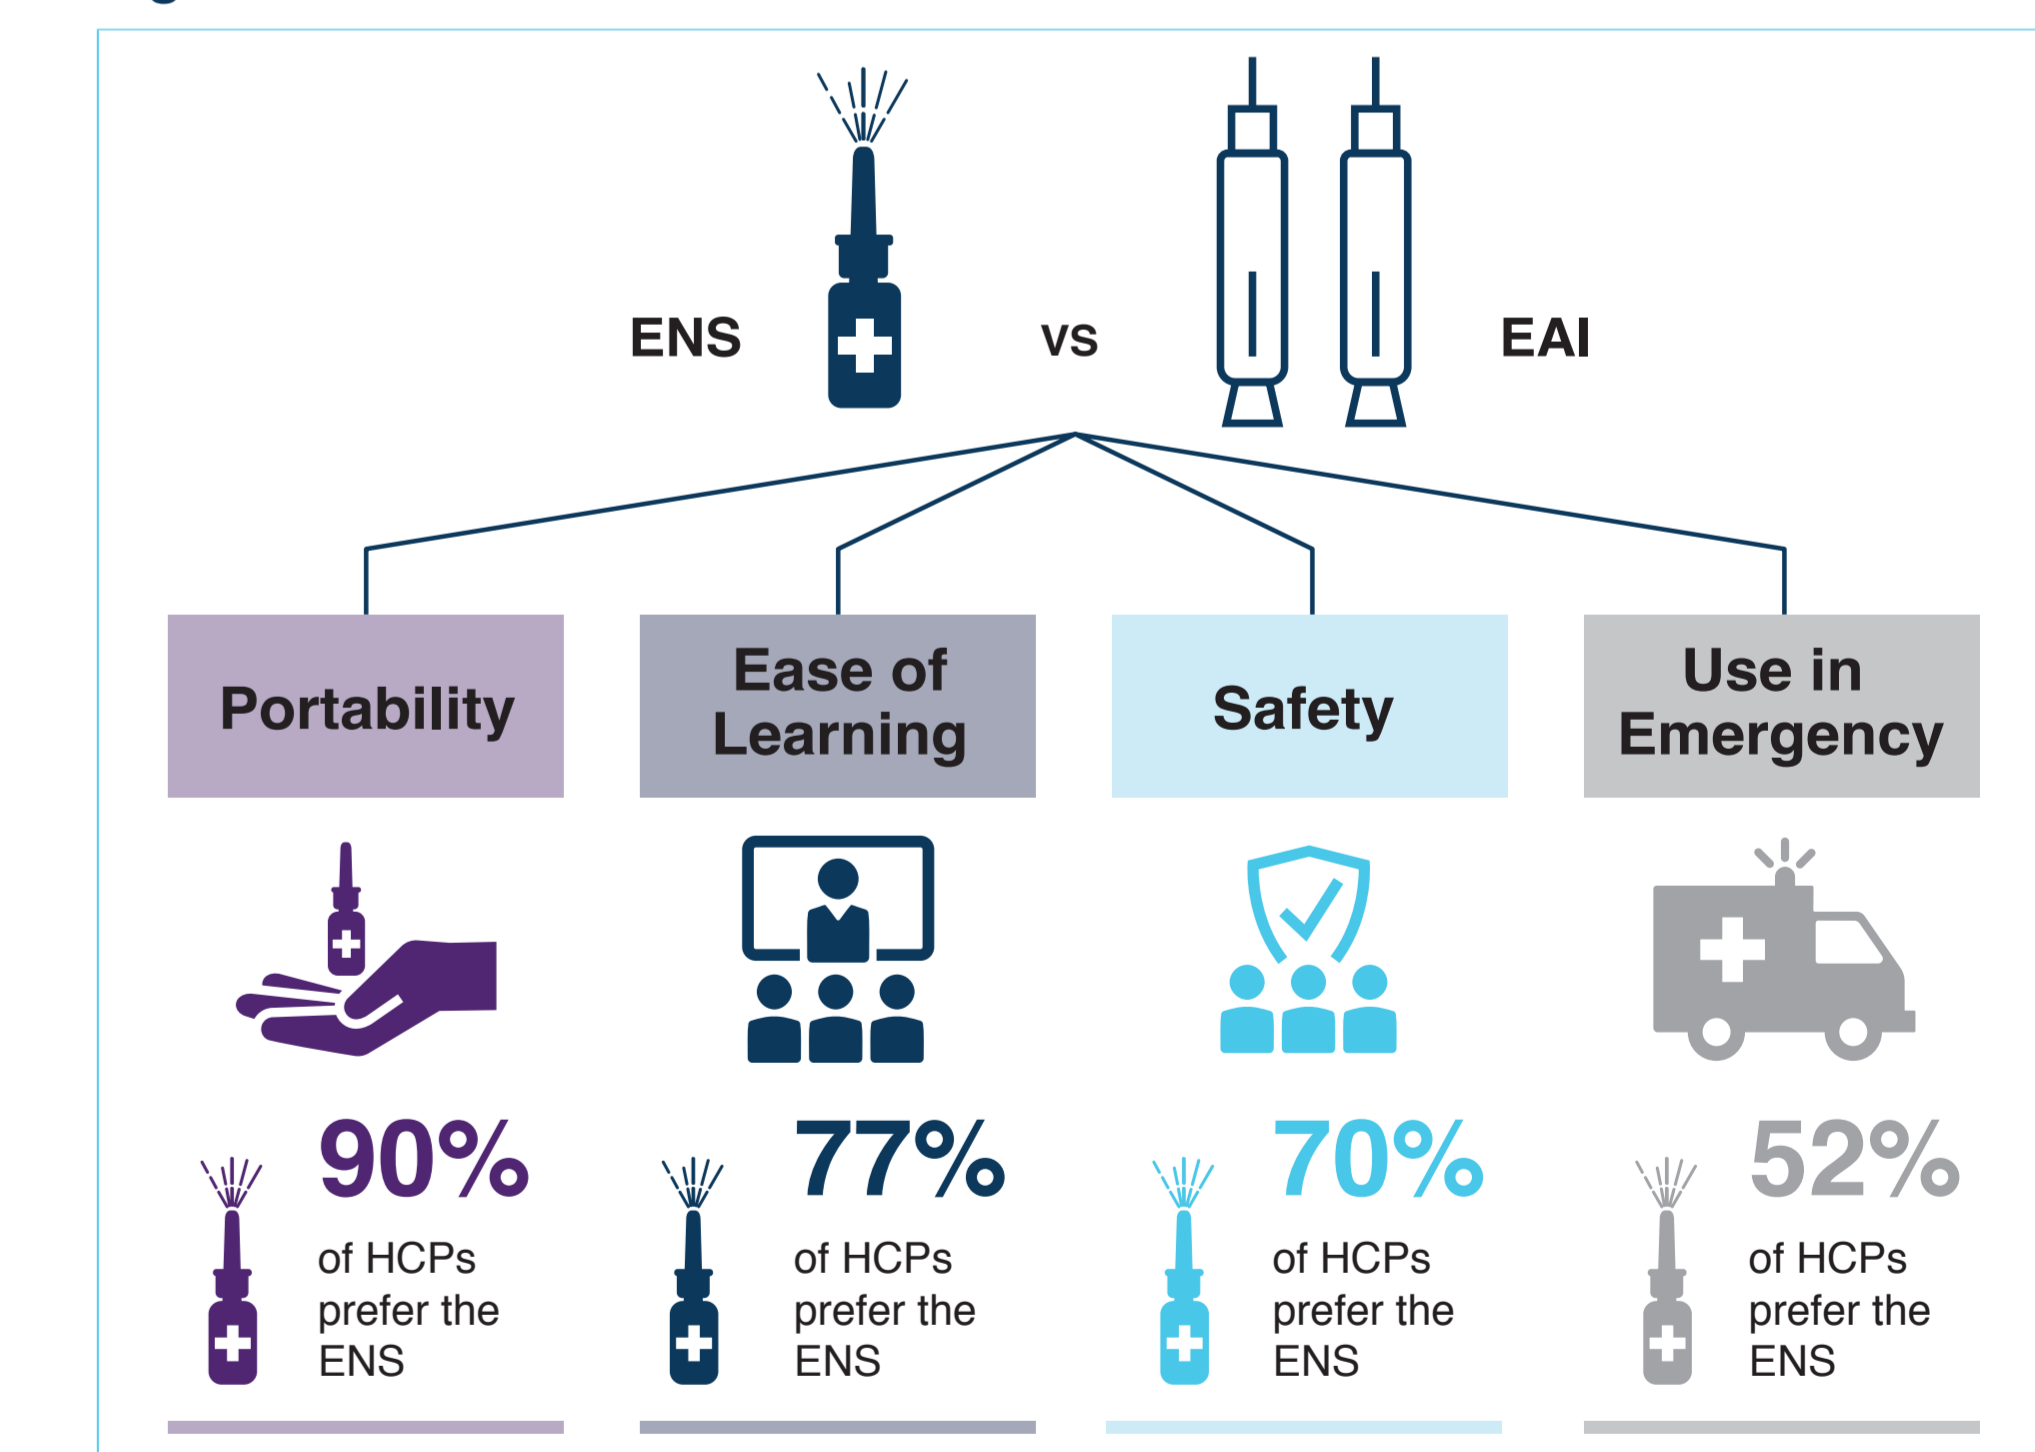 ENS
vs
EAI
Portability
Ease of
Learning
Safety
Use in
Emergency
90%
of HCPs
prefer the
ENS
77%
of HCPs
prefer the
ENS
70%
of HCPs
prefer the
ENS
52%
of HCPs
prefer the
ENS